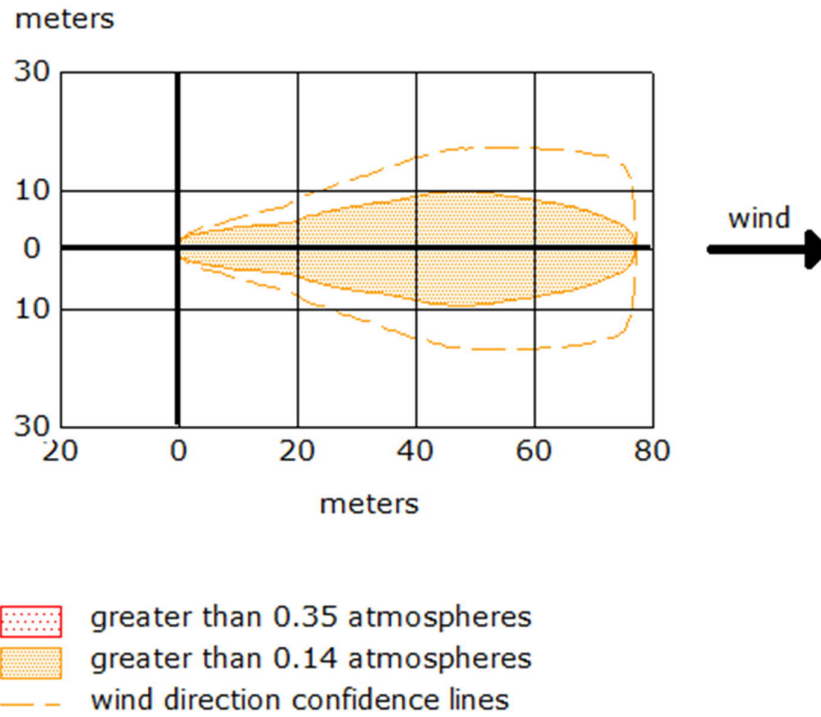 meters
30
10
0
10
30
20 0 20 40 60 80
meters
wind
greater than 0.35 atmospheres
greater than 0.14 atmospheres
wind direction confidence lines